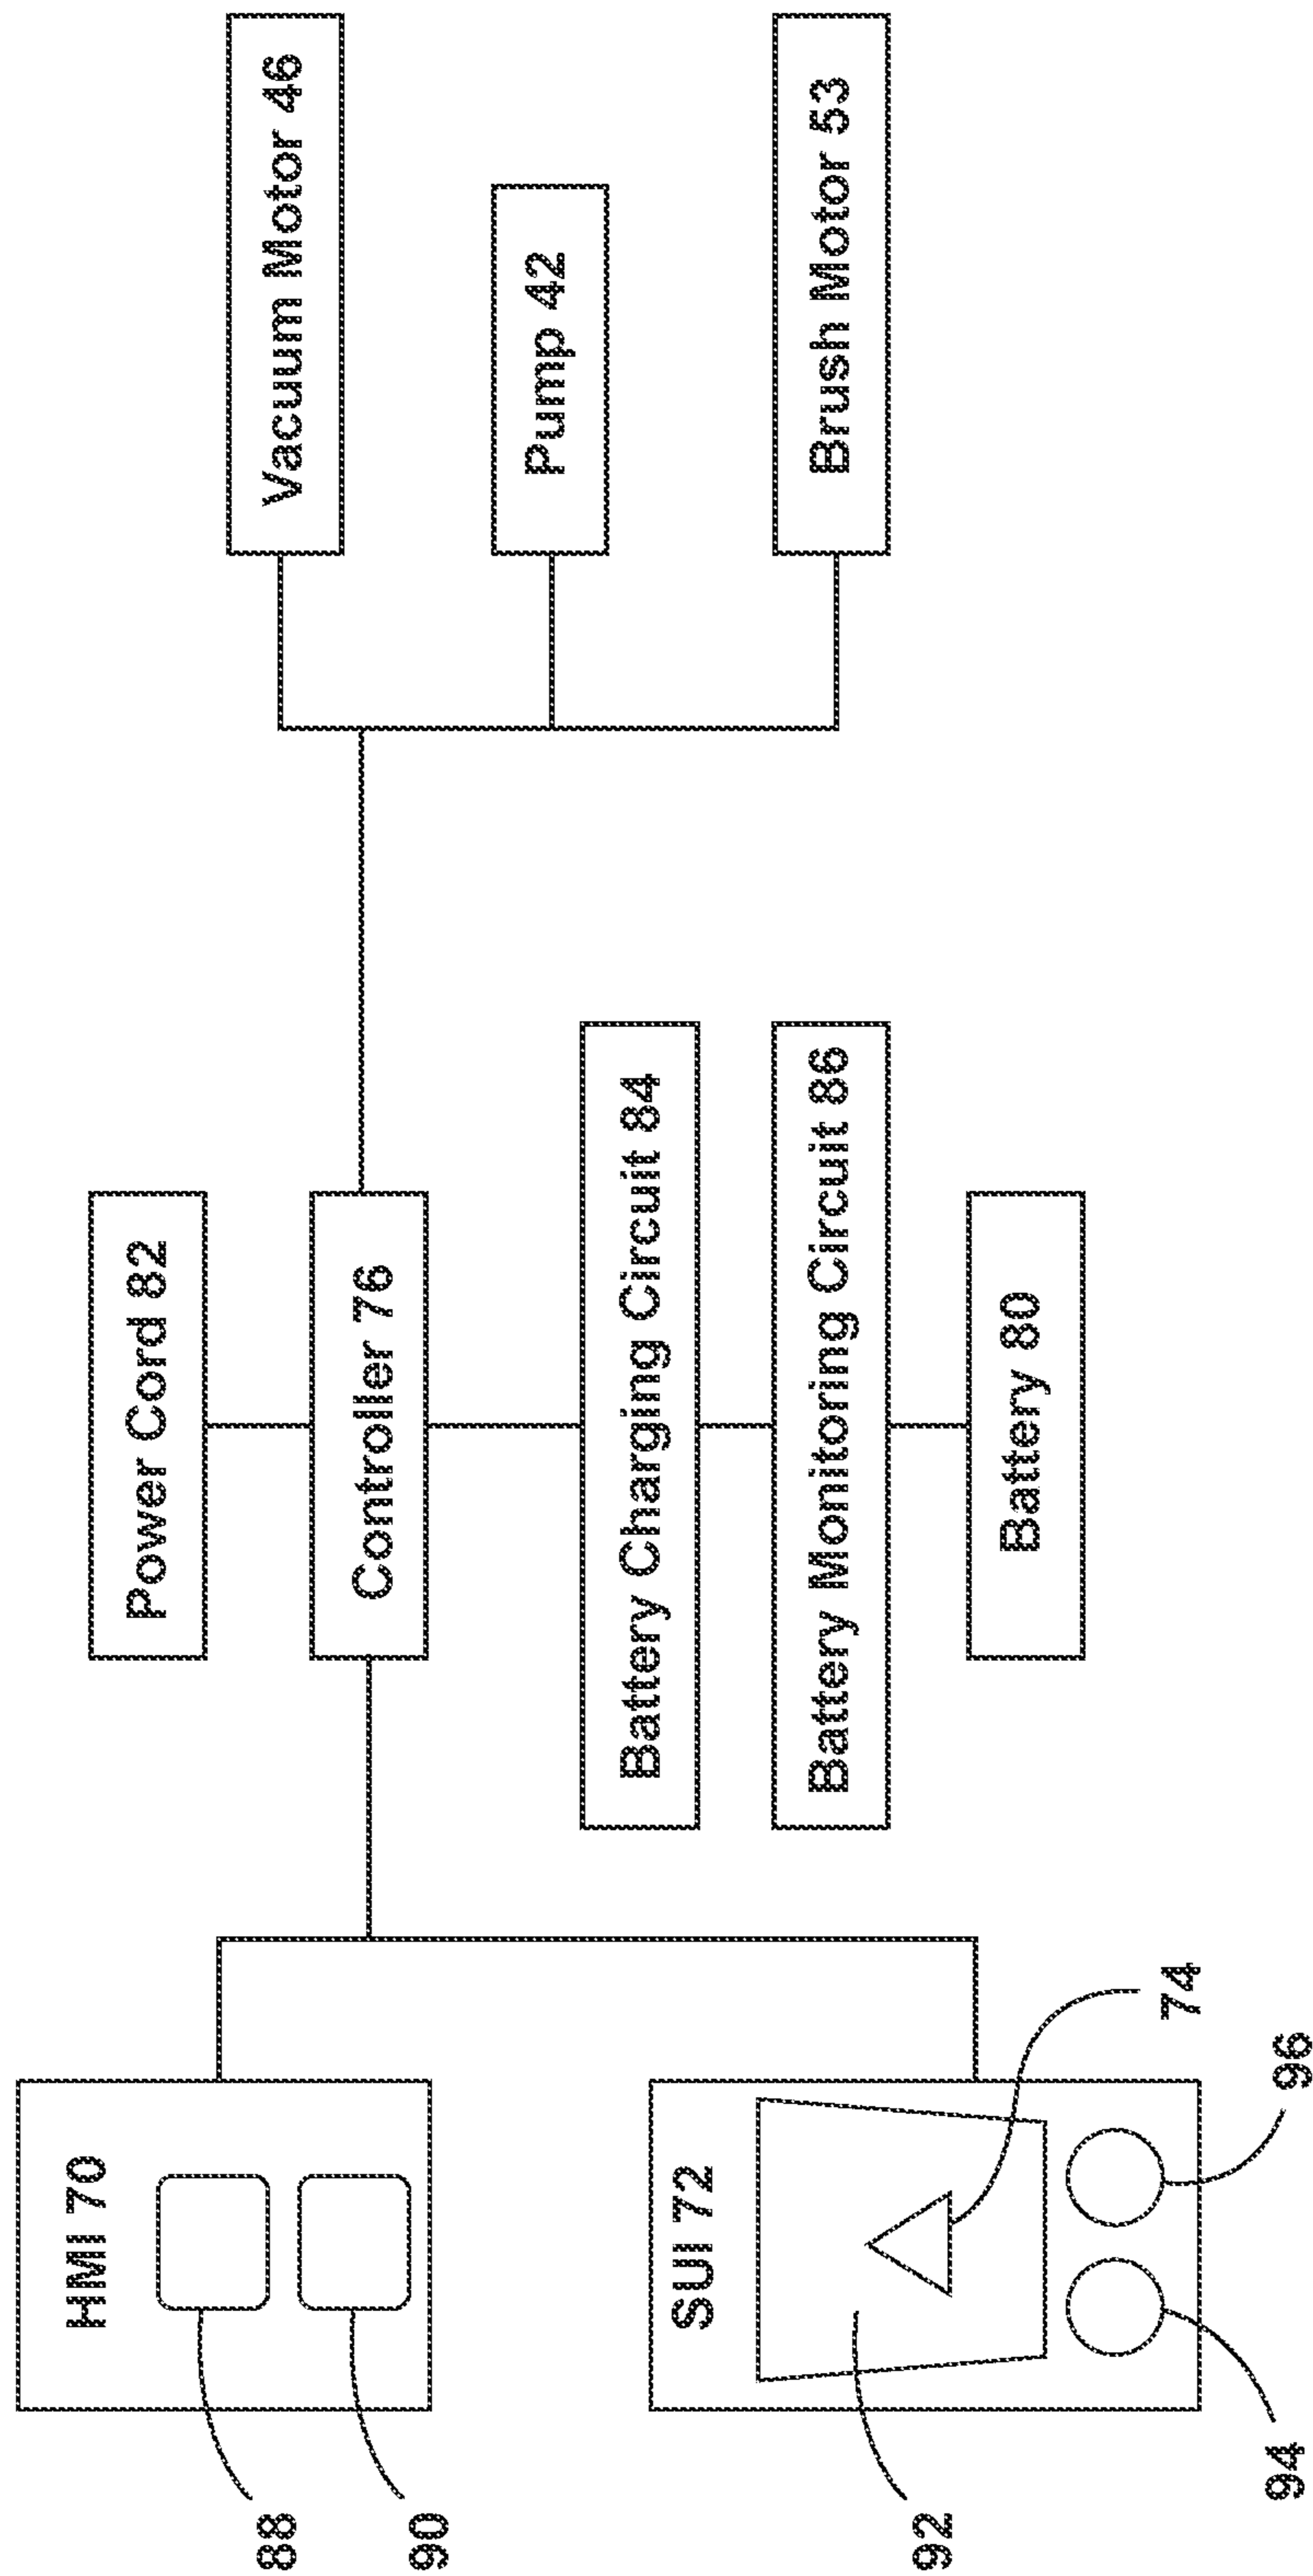 HMI 70
88
90
SUI 72
92
74
94
96
Power Cord 82
Controller 76
Battery Charging Circuit 84
Battery Monitoring Circuit 86
Battery 80
Vacuum Motor 46
Pump 42
Brush Motor 53